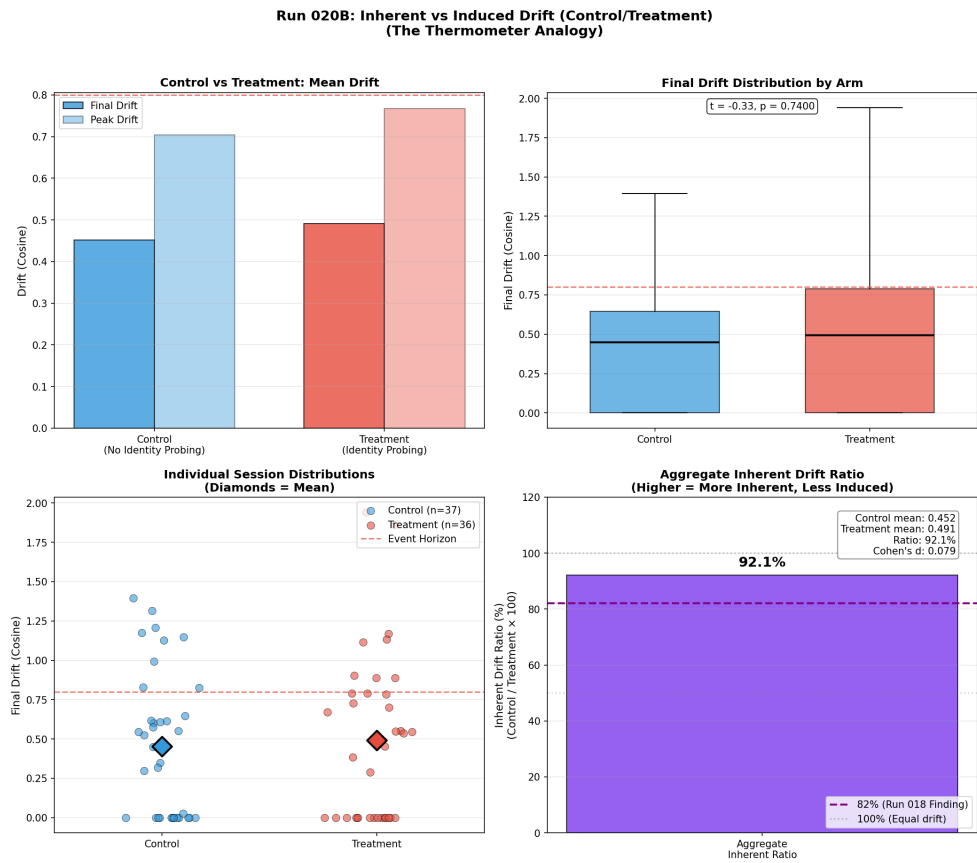 Run 020B: Inherent vs Induced Drift (Control/Treatment)
(The Thermometer Analogy)
Control vs Treatment: Mean Drift
Final Drift
Peak Drift
0.8
0.7
0.6
0.5
0.4
0.3
0.2
0.1
0.0
Drift (Cosine)
Control
(No Identity Probing)
Treatment
(Identity Probing)
Final Drift Distribution by Arm
t = -0.33, p = 0.7400
2.00
1.75
1.50
1.25
1.00
0.75
0.50
0.25
0.00
Final Drift (Cosine)
Control
Treatment
Individual Session Distributions
(Diamonds = Mean)
Control (n=37)
Treatment (n=36)
Event Horizon
2.00
1.75
1.50
1.25
1.00
0.75
0.50
0.25
0.00
Final Drift (Cosine)
Control
Treatment
Aggregate Inherent Drift Ratio
(Higher = More Inherent, Less Induced)
Control mean: 0.452
Treatment mean: 0.491
Ratio: 92.1%
Cohen's d: 0.079
92.1%
120
100
80
60
40
20
0
Inherent Drift Ratio (%)
(Control / Treatment × 100)
82% (Run 018 Finding)
100% (Equal drift)
Aggregate
Inherent Ratio